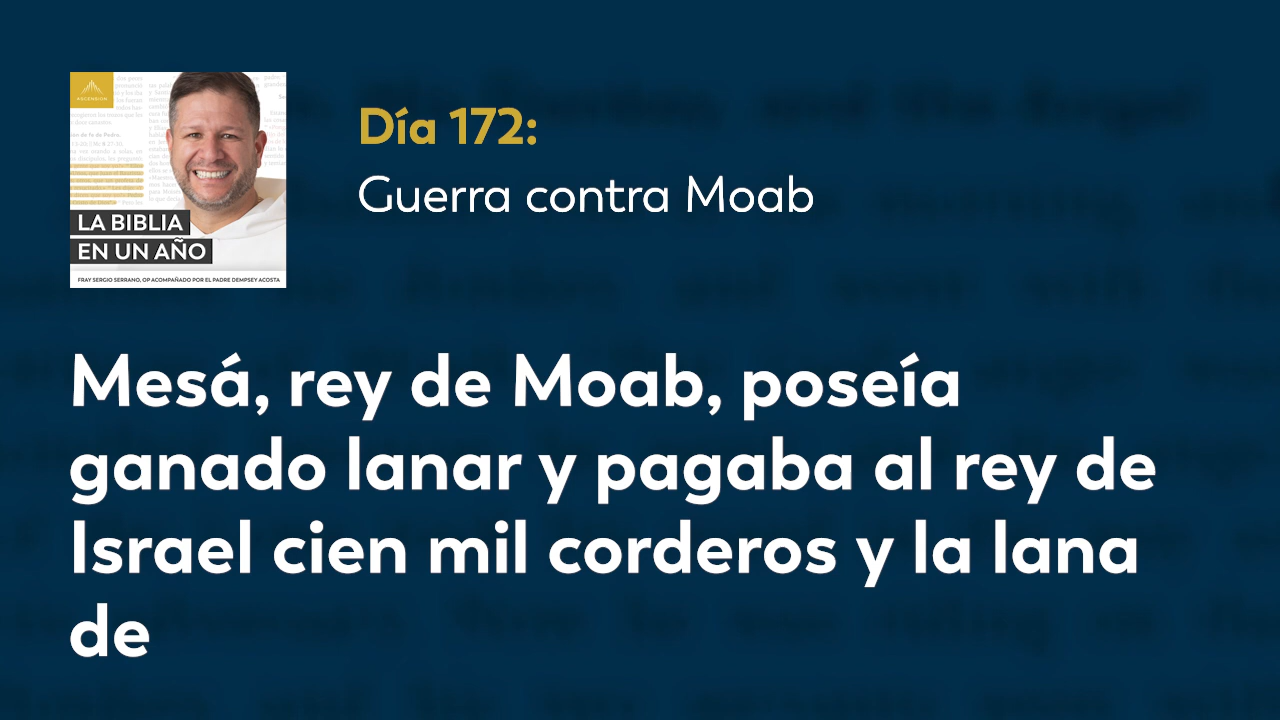 ASCENSION
LA BIBLIA
EN UN AÑO
FRAY SERGIO SERRANO, OP ACOMPAÑADO POR EL PADRE DEMPSEY ACOSTA
Día 172:
Guerra contra Moab
Mesá, rey de Moab, poseía
ganado lanar y pagaba al rey de
Israel cien mil corderos y la lana
de